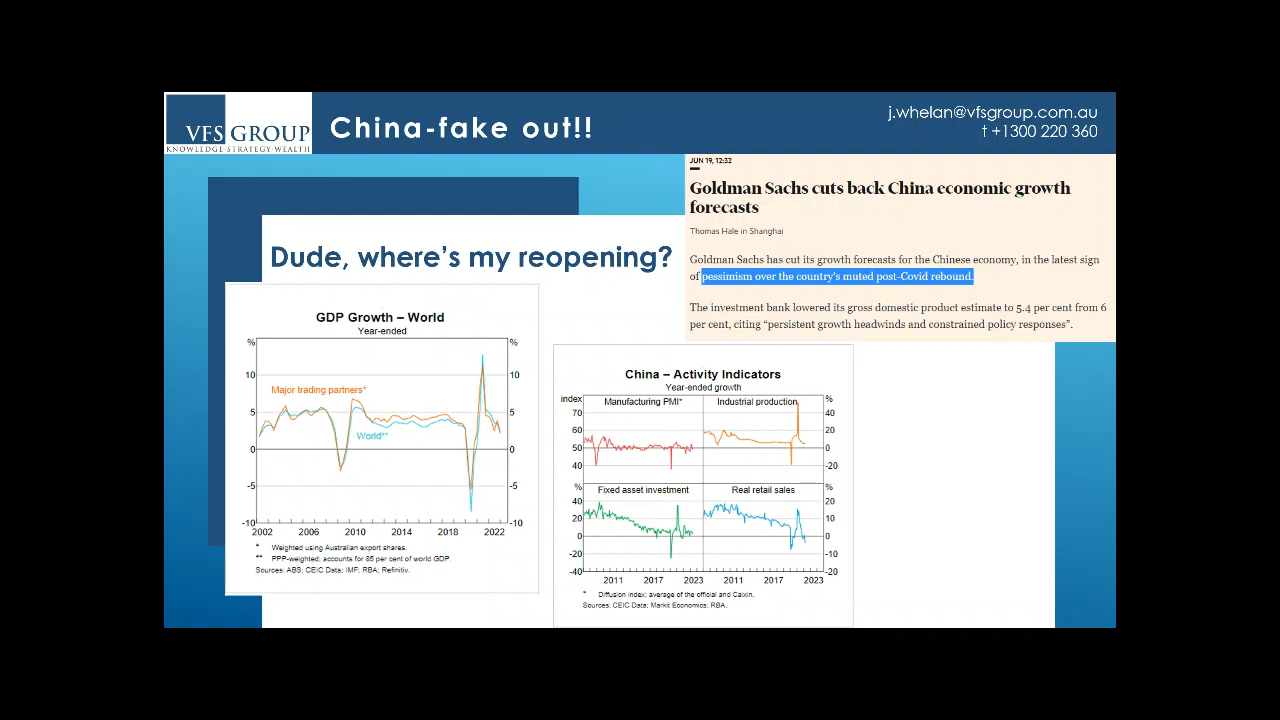 VFS GROUP
KNOWLEDGE STRATEGY WEALTH
China-fake out!!
j.whelan@vfsgroup.com.au
t +1300 220 360
JUN 19, 12:32
Goldman Sachs cuts back China economic growth
forecasts
Thomas Hale in Shanghai
Goldman Sachs has cut its growth forecasts for the Chinese economy, in the latest sign
of pessimism over the country's muted post-Covid rebound.
The investment bank lowered its gross domestic product estimate to 5.4 per cent from 6
per cent, citing “persistent growth headwinds and constrained policy responses”.
Dude, where's my reopening?
GDP Growth – World
Year-ended
% %
Major trading partners*
World**
10 10
5 5
0 0
-5 -5
-10 -10
2002 2006 2010 2014 2018 2022
* Weighted using Australian export shares.
** PPP-weighted; accounts for 85 per cent of world GDP.
Sources: ABS; CEIC Data; IMF; RBA; Refinitiv.
China – Activity Indicators
Year-ended growth
index %
Manufacturing PMI* Industrial production
70 40
60 20
50 0
40 -20
% %
Fixed asset investment Real retail sales
40 20
20 10
0 0
-20 -10
-40 -20
2011 2017 2023 2011 2017 2023
* Diffusion index; average of the official and Caixin.
Sources: CEIC Data; Markit Economics; RBA.